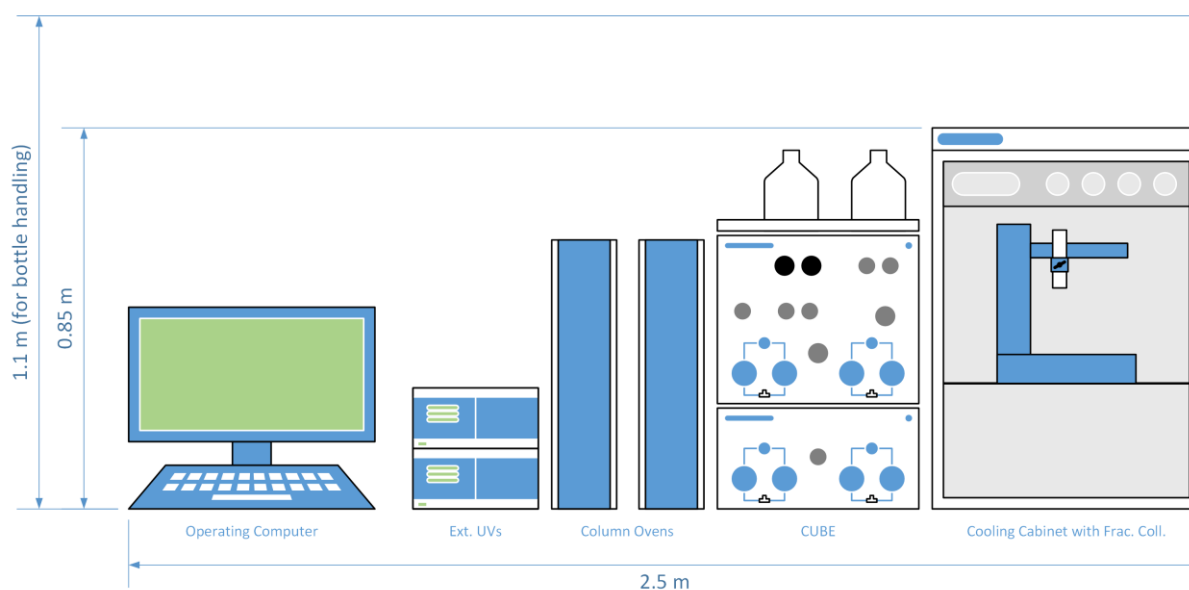 1.1 m (for bottle handling)
0.85 m
Operating Computer
Ext. UVs
Column Ovens
CUBE
Cooling Cabinet with Frac. Coll.
2.5 m